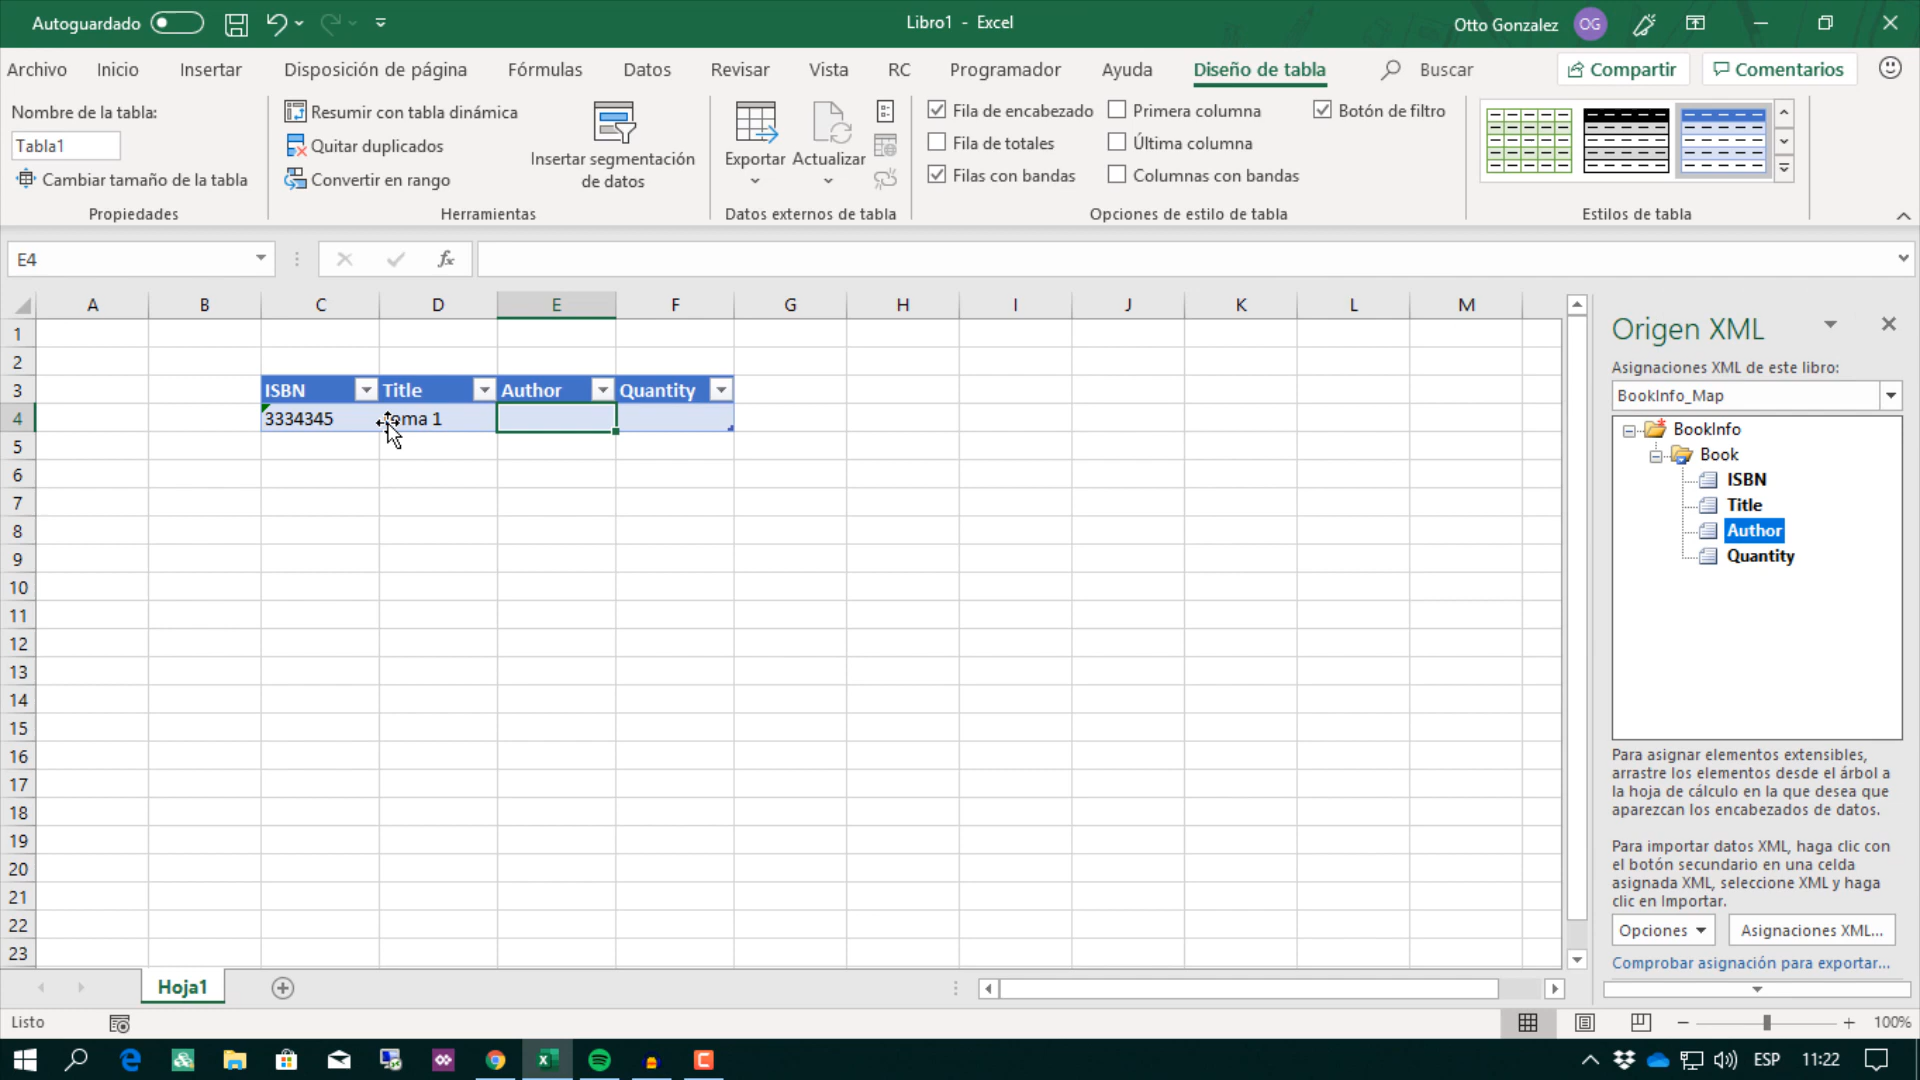 Autoguardado
Libro1 - Excel
Otto Gonzalez OG
Archivo Inicio Insertar Disposición de página Fórmulas Datos Revisar Vista RC Programador Ayuda Diseño de tabla Buscar Compartir Comentarios
Nombre de la tabla:
Tabla1
Cambiar tamaño de la tabla
Propiedades
Resumir con tabla dinámica
Quitar duplicados
Convertir en rango
Insertar segmentación
de datos
Herramientas
Exportar Actualizar
Datos externos de tabla
Fila de encabezado Primera columna Botón de filtro
Fila de totales Última columna
Filas con bandas Columnas con bandas
Opciones de estilo de tabla
Estilos de tabla
E4
fx
A B C D E F G H I J K L M
1
2
3 ISBN Title Author Quantity
4 3334345
5
6
7
8
9
10
11
12
13
14
15
16
17
18
19
20
21
22
23
Origen XML
Asignaciones XML de este libro:
BookInfo_Map
BookInfo
Book
ISBN
Title
Author
Quantity
Para asignar elementos extensibles,
arrastre los elementos desde el árbol a
la hoja de cálculo en la que desea que
aparezcan los encabezados de datos.
Para importar datos XML, haga clic con
el botón secundario en una celda
asignada XML, seleccione XML y haga
clic en Importar.
Opciones Asignaciones XML...
Comprobar asignación para exportar...
Hoja1
Listo
100%
ESP 11:22